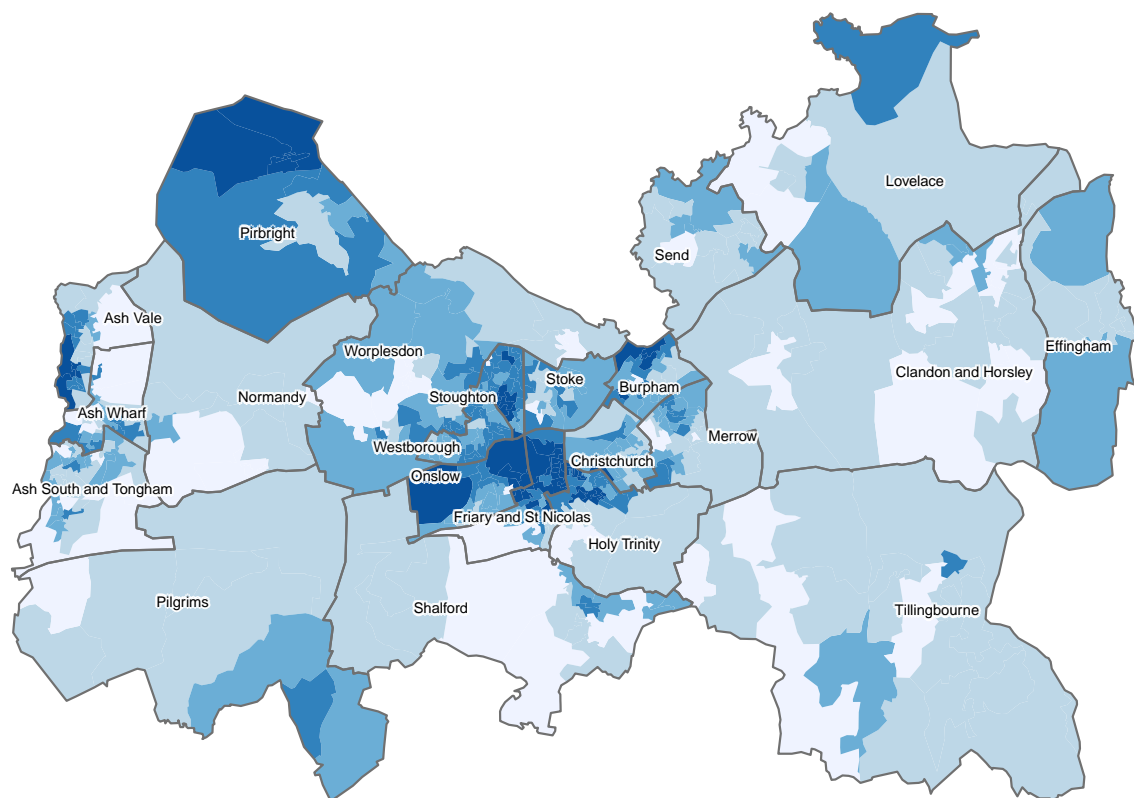 Lovelace
Pirbright
Send
Ash Vale
Effingham
Worplesdon
Clandon and Horsley
Stoke
Burpham
Normandy
Stoughton
Ash Wharf
Merrow
Westborough
Christchurch
Onslow
Ash South and Tongham
Friary and St Nicolas
Holy Trinity
Pilgrims
Shalford
Tillingbourne